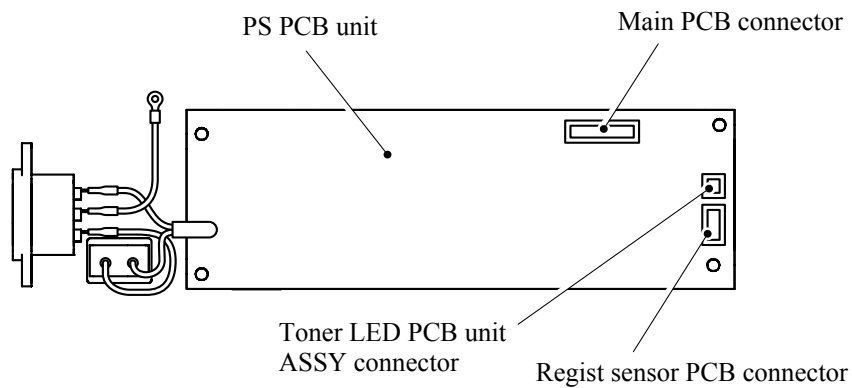 PS PCB unit
Main PCB connector
Toner LED PCB unit
ASSY connector
Regist sensor PCB connector